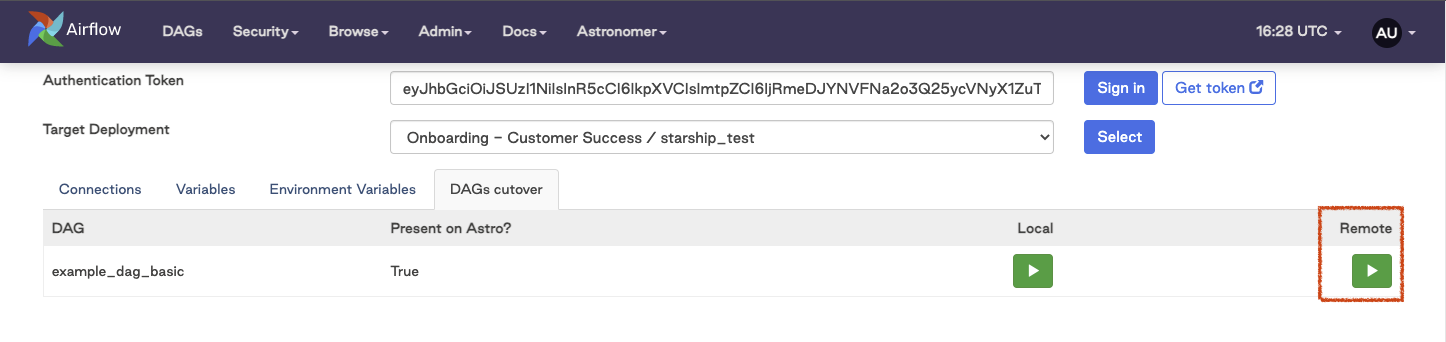 Airflow DAGs Security Browse Admin Docs Astronomer 16:28 UTC AU
Authentication Token eyJhbGciOiJSUzI1NiIsInR5cCI6IkpXVCIsImtpZCI6IjRmeDJYNVFNa2o3Q25ycVNyX1ZuT Sign in Get token
Target Deployment Onboarding – Customer Success / starship_test Select
Connections Variables Environment Variables DAGs cutover
DAG Present on Astro? Local Remote
example_dag_basic True